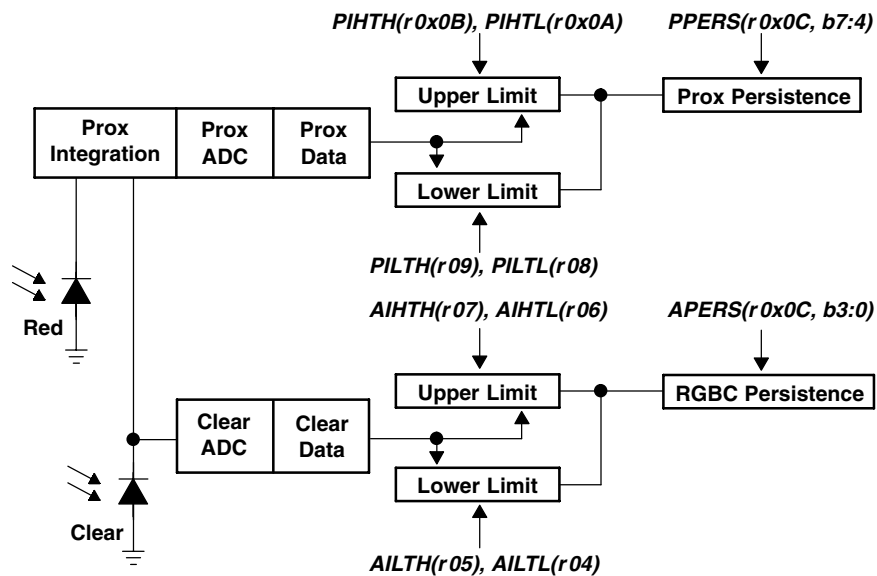 PIHTH(r0x0B), PIHTL(r0x0A)
PPERS(r0x0C, b7:4)
Upper Limit
Prox Persistence
Prox
Integration
Prox
ADC
Prox
Data
Lower Limit
PILTH(r09), PILTL(r08)
Red
AIHTH(r07), AIHTL(r06)
APERS(r0x0C, b3:0)
Upper Limit
RGBC Persistence
Clear
ADC
Clear
Data
Lower Limit
Clear
AILTH(r05), AILTL(r04)